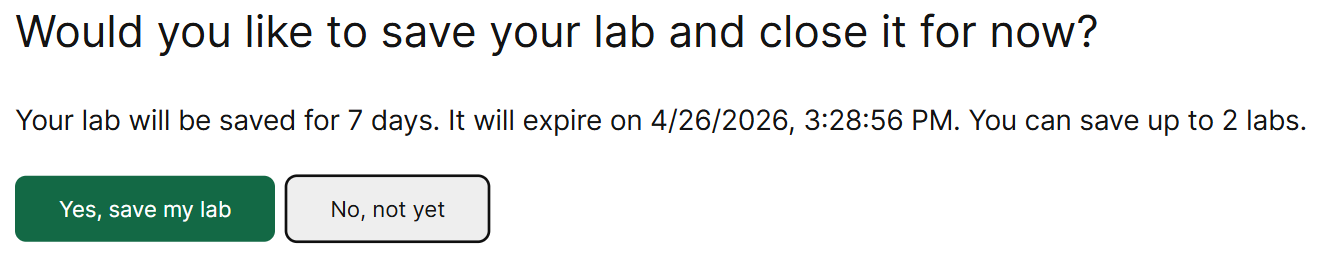 Would you like to save your lab and close it for now?
Your lab will be saved for 7 days. It will expire on 4/26/2026, 3:28:56 PM. You can save up to 2 labs.
Yes, save my lab
No, not yet